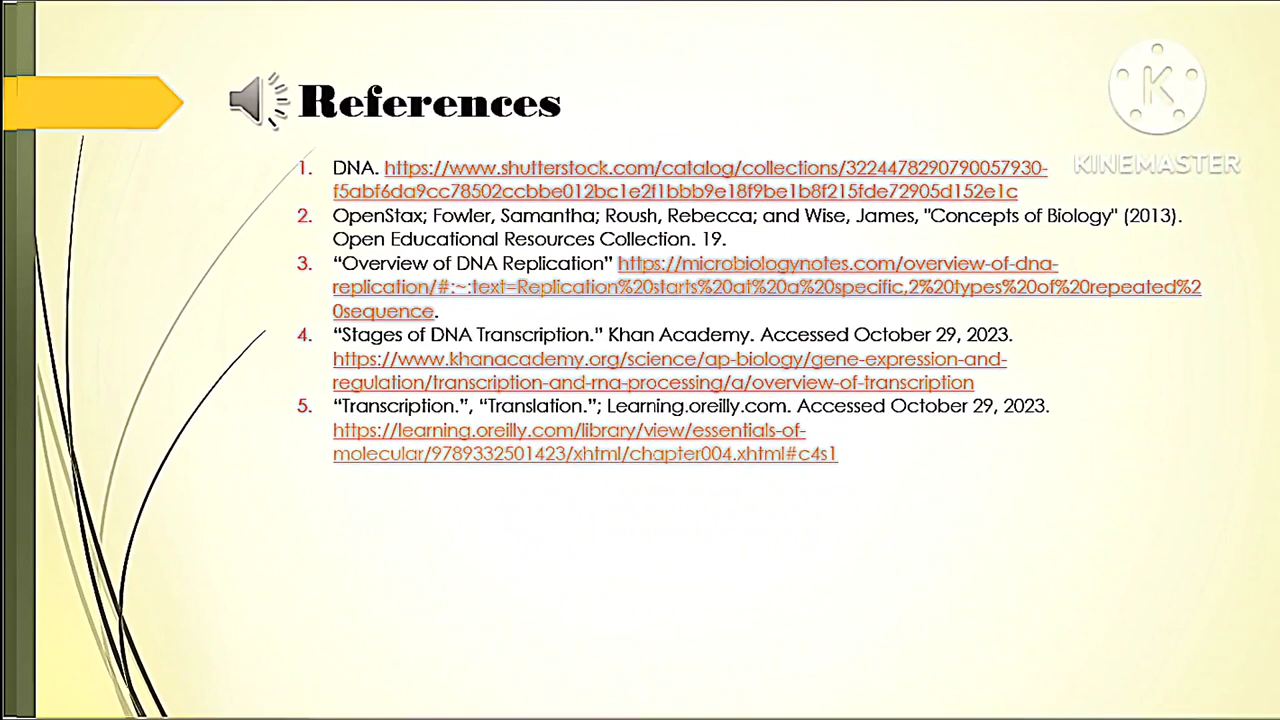 References
K
KINEMASTER
1. DNA. https://www.shutterstock.com/catalog/collections/3224478290790057930-
f5abf6da9cc78502ccbbe012bc1e2f1bbb9e18f9be1b8f215fde72905d152e1c
2. OpenStax; Fowler, Samantha; Roush, Rebecca; and Wise, James, "Concepts of Biology" (2013).
Open Educational Resources Collection. 19.
3. “Overview of DNA Replication” https://microbiologynotes.com/overview-of-dna-
replication/#:~:text=Replication%20starts%20at%20a%20specific,2%20types%20of%20repeated%2
0sequence.
4. “Stages of DNA Transcription.” Khan Academy. Accessed October 29, 2023.
https://www.khanacademy.org/science/ap-biology/gene-expression-and-
regulation/transcription-and-rna-processing/a/overview-of-transcription
5. “Transcription.”, “Translation.”; Learning.oreilly.com. Accessed October 29, 2023.
https://learning.oreilly.com/library/view/essentials-of-
molecular/9789332501423/xhtml/chapter004.xhtml#c4s1